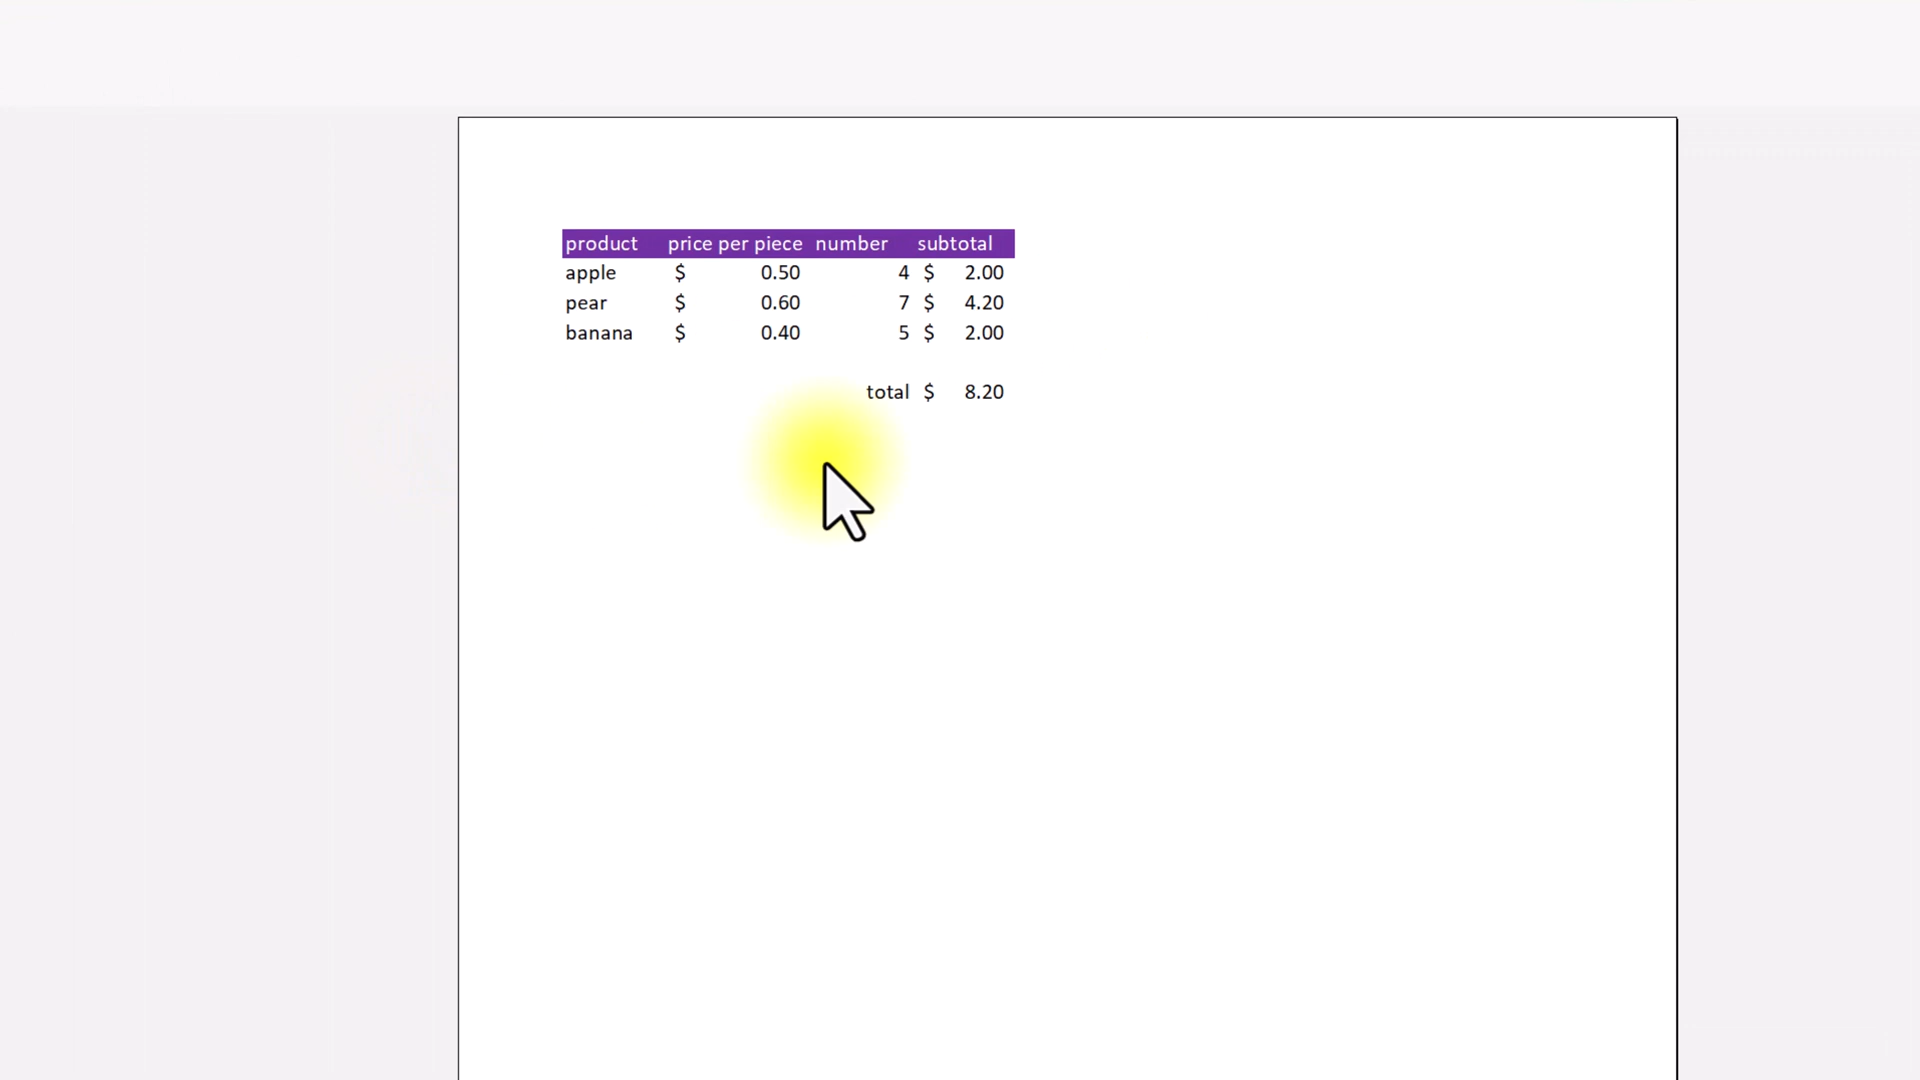 product price per piece number subtotal
apple $ 0.50 4 $ 2.00
pear $ 0.60 7 $ 4.20
banana $ 0.40 5 $ 2.00
total $ 8.20